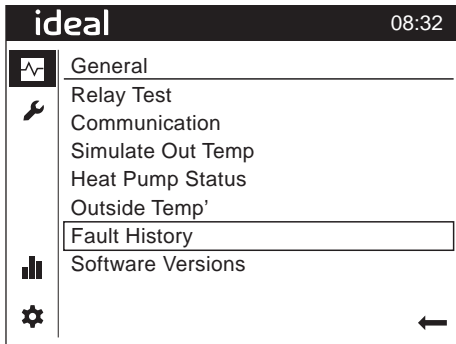 ideal 08:32
General
Relay Test
Communication
Simulate Out Temp
Heat Pump Status
Outside Temp'
Fault History
Software Versions